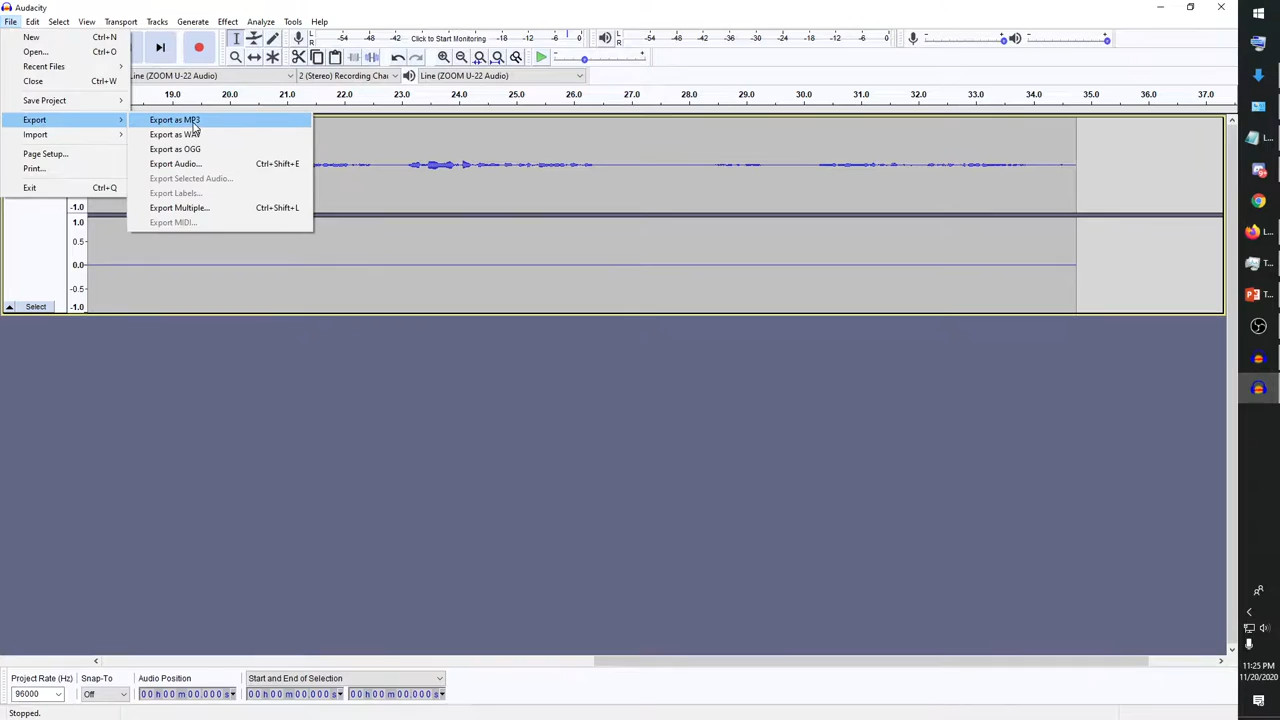 Audacity
File Edit Select View Transport Tracks Generate Effect Analyze Tools Help
New Ctrl+N
Open... Ctrl+O
Recent Files
Close Ctrl+W
Save Project
Export
Import
Page Setup...
Print...
Exit Ctrl+Q
Export as MP3
Export as WAV
Export as OGG
Export Audio... Ctrl+Shift+E
Export Selected Audio...
Export Labels...
Export Multiple... Ctrl+Shift+L
Export MIDI...
L
R
-54 -48 -42 Click to Start Monitoring -18 -12 -6 0
L
R
-54 -48 -42 -36 -30 -24 -18 -12 -6 0
Line (ZOOM U-22 Audio) 2 (Stereo) Recording Chai Line (ZOOM U-22 Audio)
19.0 20.0 21.0 22.0 23.0 24.0 25.0 26.0 27.0 28.0 29.0 30.0 31.0 32.0 33.0 34.0 35.0 36.0 37.0
-1.0
1.0
0.5
0.0
-0.5
-1.0
Select
L...
L...
T...
T...
Project Rate (Hz) Snap-To Audio Position Start and End of Selection
96000 Off 00 h 00 m 00.000 s 00 h 00 m 00.000 s 00 h 00 m 00.000 s
Stopped.
11:25 PM
11/20/2020